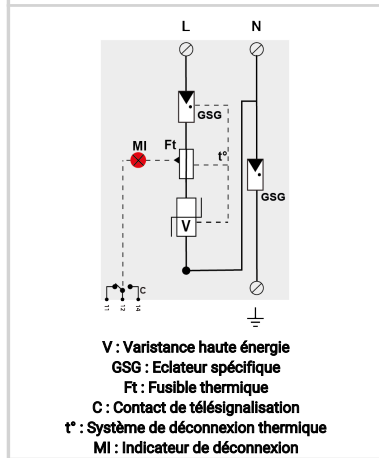 L N
GSG
MI Ft
t°
GSG
V
C
11 12 14
V : Varistance haute énergie
GSG : Eclateur spécifique
Ft : Fusible thermique
C : Contact de télésignalisation
t° : Système de déconnexion thermique
MI : Indicateur de déconnexion